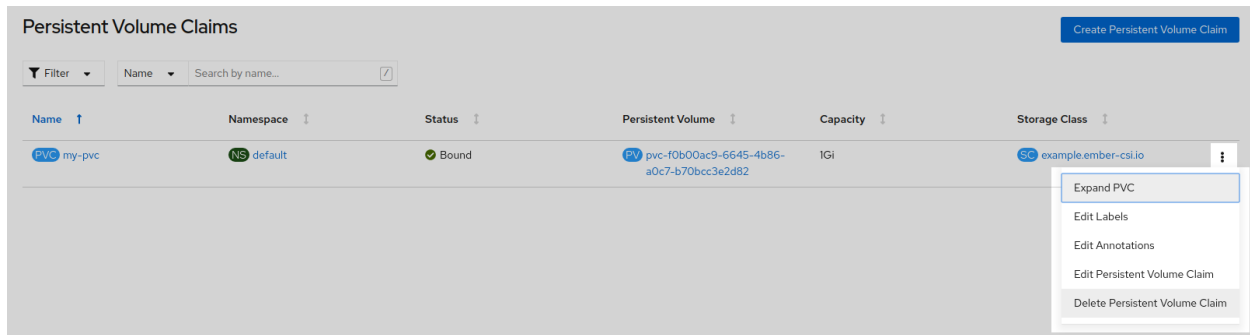 Persistent Volume Claims
Create Persistent Volume Claim
Filter
Name
Search by name...
/
Name
Namespace
Status
Persistent Volume
Capacity
Storage Class
PVC my-pvc
NS default
Bound
PV pvc-f0b00ac9-6645-4b86-
a0c7-b70bcc3e2d82
1Gi
SC example.ember-csi.io
Expand PVC
Edit Labels
Edit Annotations
Edit Persistent Volume Claim
Delete Persistent Volume Claim